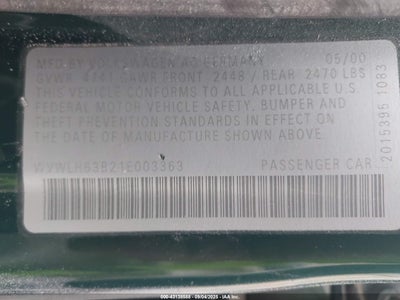 MFD BY VOLKSWAGEN AG GERMANY 05/00
GVWR 4741 GAWR FRONT 2448 / REAR 2470 LBS
THIS VEHICLE CONFORMS TO ALL APPLICABLE U.S
FEDERAL MOTOR VEHICLE SAFETY, BUMPER AND
THEFT PREVENTION STANDARDS IN EFFECT ON THE
DATE OF MANUFACTURE SHOWN ABOVE.
WVWLH63B21E003363 PASSENGER CAR
2015395 1083
000-43138588 - 09/04/2025 - IAA Inc.